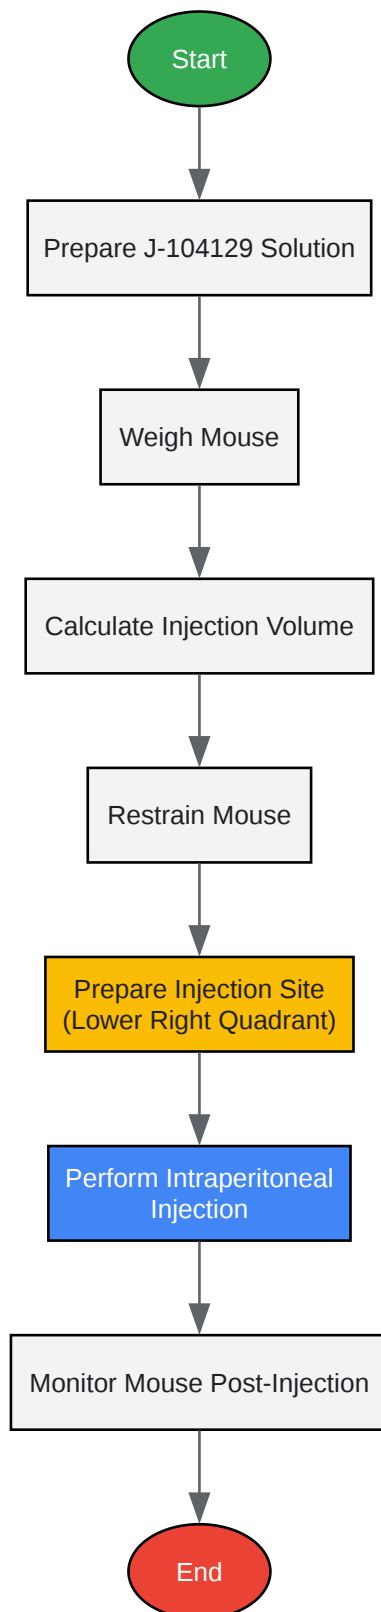 Start
Prepare J-104129 Solution
Weigh Mouse
Calculate Injection Volume
Restrain Mouse
Prepare Injection Site
(Lower Right Quadrant)
Perform Intraperitoneal
Injection
Monitor Mouse Post-Injection
End